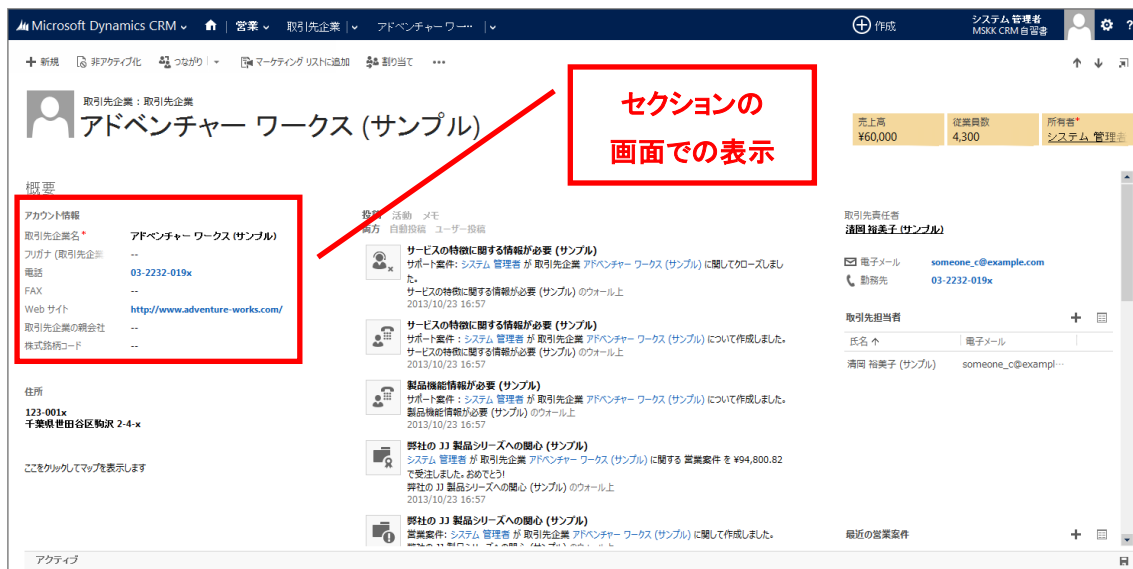 Microsoft Dynamics CRM 営業 取引先企業 アドベンチャー ワー… 作成 システム 管理者 ?
MSKK CRM 自習書
新規 非アクティブ化 つながり マーケティング リストに追加 割り当て …
取引先企業 : 取引先企業
アドベンチャー ワークス (サンプル)
セクションの
画面での表示
売上高 従業員数 所有者*
¥60,000 4,300 システム 管理者
概要
アカウント情報
取引先企業名* アドベンチャー ワークス (サンプル)
フリガナ (取引先企業 --
電話 03-2232-019x
FAX --
Web サイト http://www.adventure-works.com/
取引先企業の親会社 --
株式銘柄コード --
住所
123-001x
千葉県世田谷区駒沢 2-4-x
ここをクリックしてマップを表示します
投稿 活動 メモ
両方 自動投稿 ユーザー投稿
サービスの特徴に関する情報が必要 (サンプル)
サポート案件: システム 管理者 が 取引先企業 アドベンチャー ワークス (サンプル) に関してクローズしまし
た。
サービスの特徴に関する情報が必要 (サンプル) のウォール上
2013/10/23 16:57
サービスの特徴に関する情報が必要 (サンプル)
サポート案件 : システム 管理者 が 取引先企業 アドベンチャー ワークス (サンプル) について作成しました。
サービスの特徴に関する情報が必要 (サンプル) のウォール上
2013/10/23 16:57
製品機能情報が必要 (サンプル)
サポート案件 : システム 管理者 が 取引先企業 アドベンチャー ワークス (サンプル) について作成しました。
製品機能情報が必要 (サンプル) のウォール上
2013/10/23 16:57
弊社の JJ 製品シリーズへの関心 (サンプル)
システム 管理者 が 取引先企業 アドベンチャー ワークス (サンプル) に関する 営業案件 を ¥94,800.82
で受注しました。おめでとう!
弊社の JJ 製品シリーズへの関心 (サンプル) のウォール上
2013/10/23 16:57
弊社の JJ 製品シリーズへの関心 (サンプル)
営業案件: システム 管理者 が 取引先企業 アドベンチャー ワークス (サンプル) に関して作成しました。
取引先責任者
清岡 裕美子 (サンプル)
電子メール someone_c@example.com
勤務先 03-2232-019x
取引先担当者
氏名 電子メール
清岡 裕美子 (サンプル) someone_c@exampl…
最近の営業案件
アクティブ